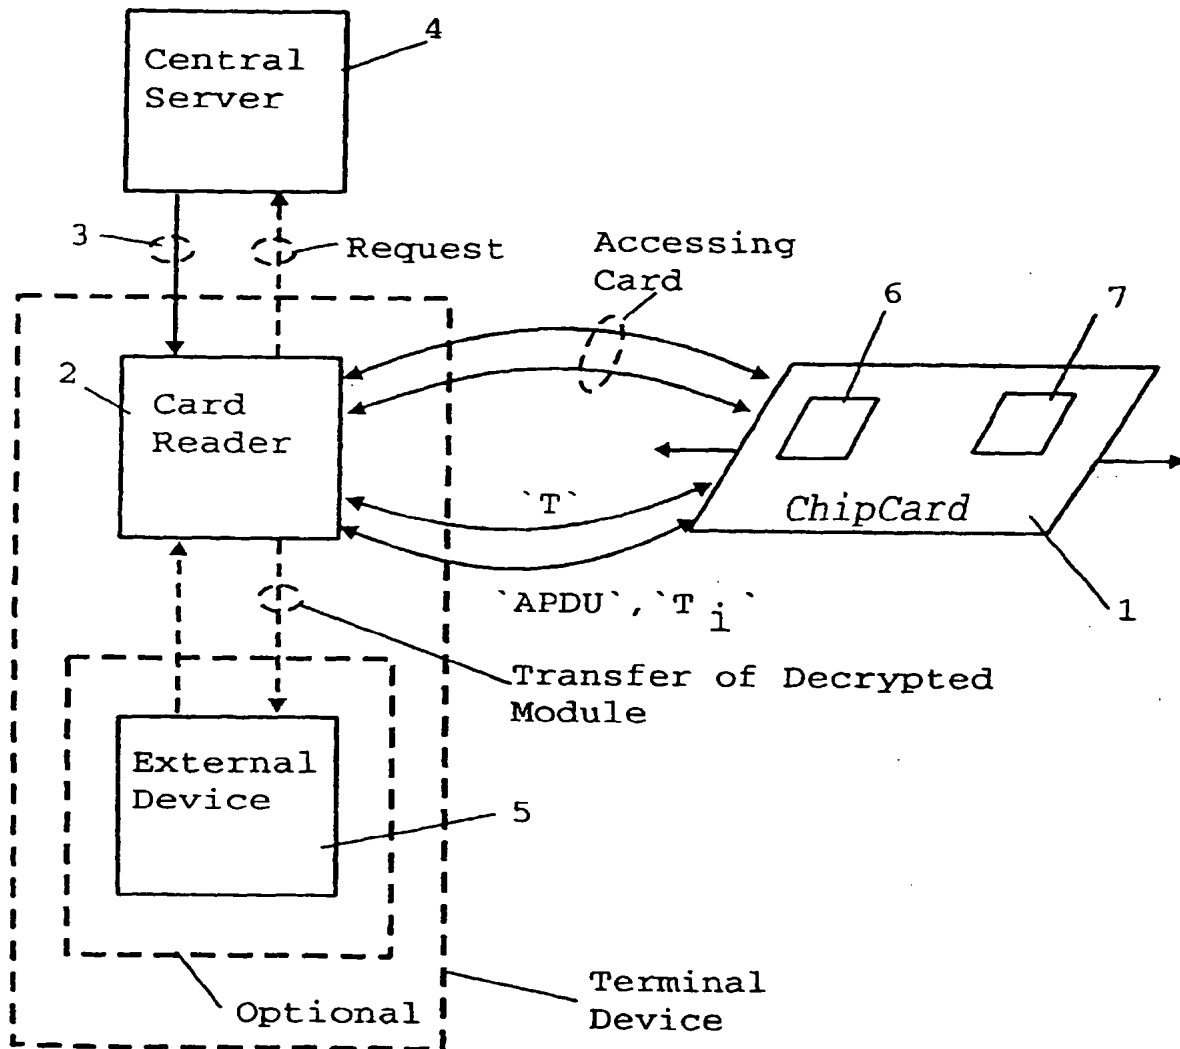 4
Central
Server
3
Request
Accessing
Card
6
7
2
Card
Reader
`T`
ChipCard
`APDU`,`T i`
1
Transfer of Decrypted
Module
External
Device
5
Optional
Terminal
Device